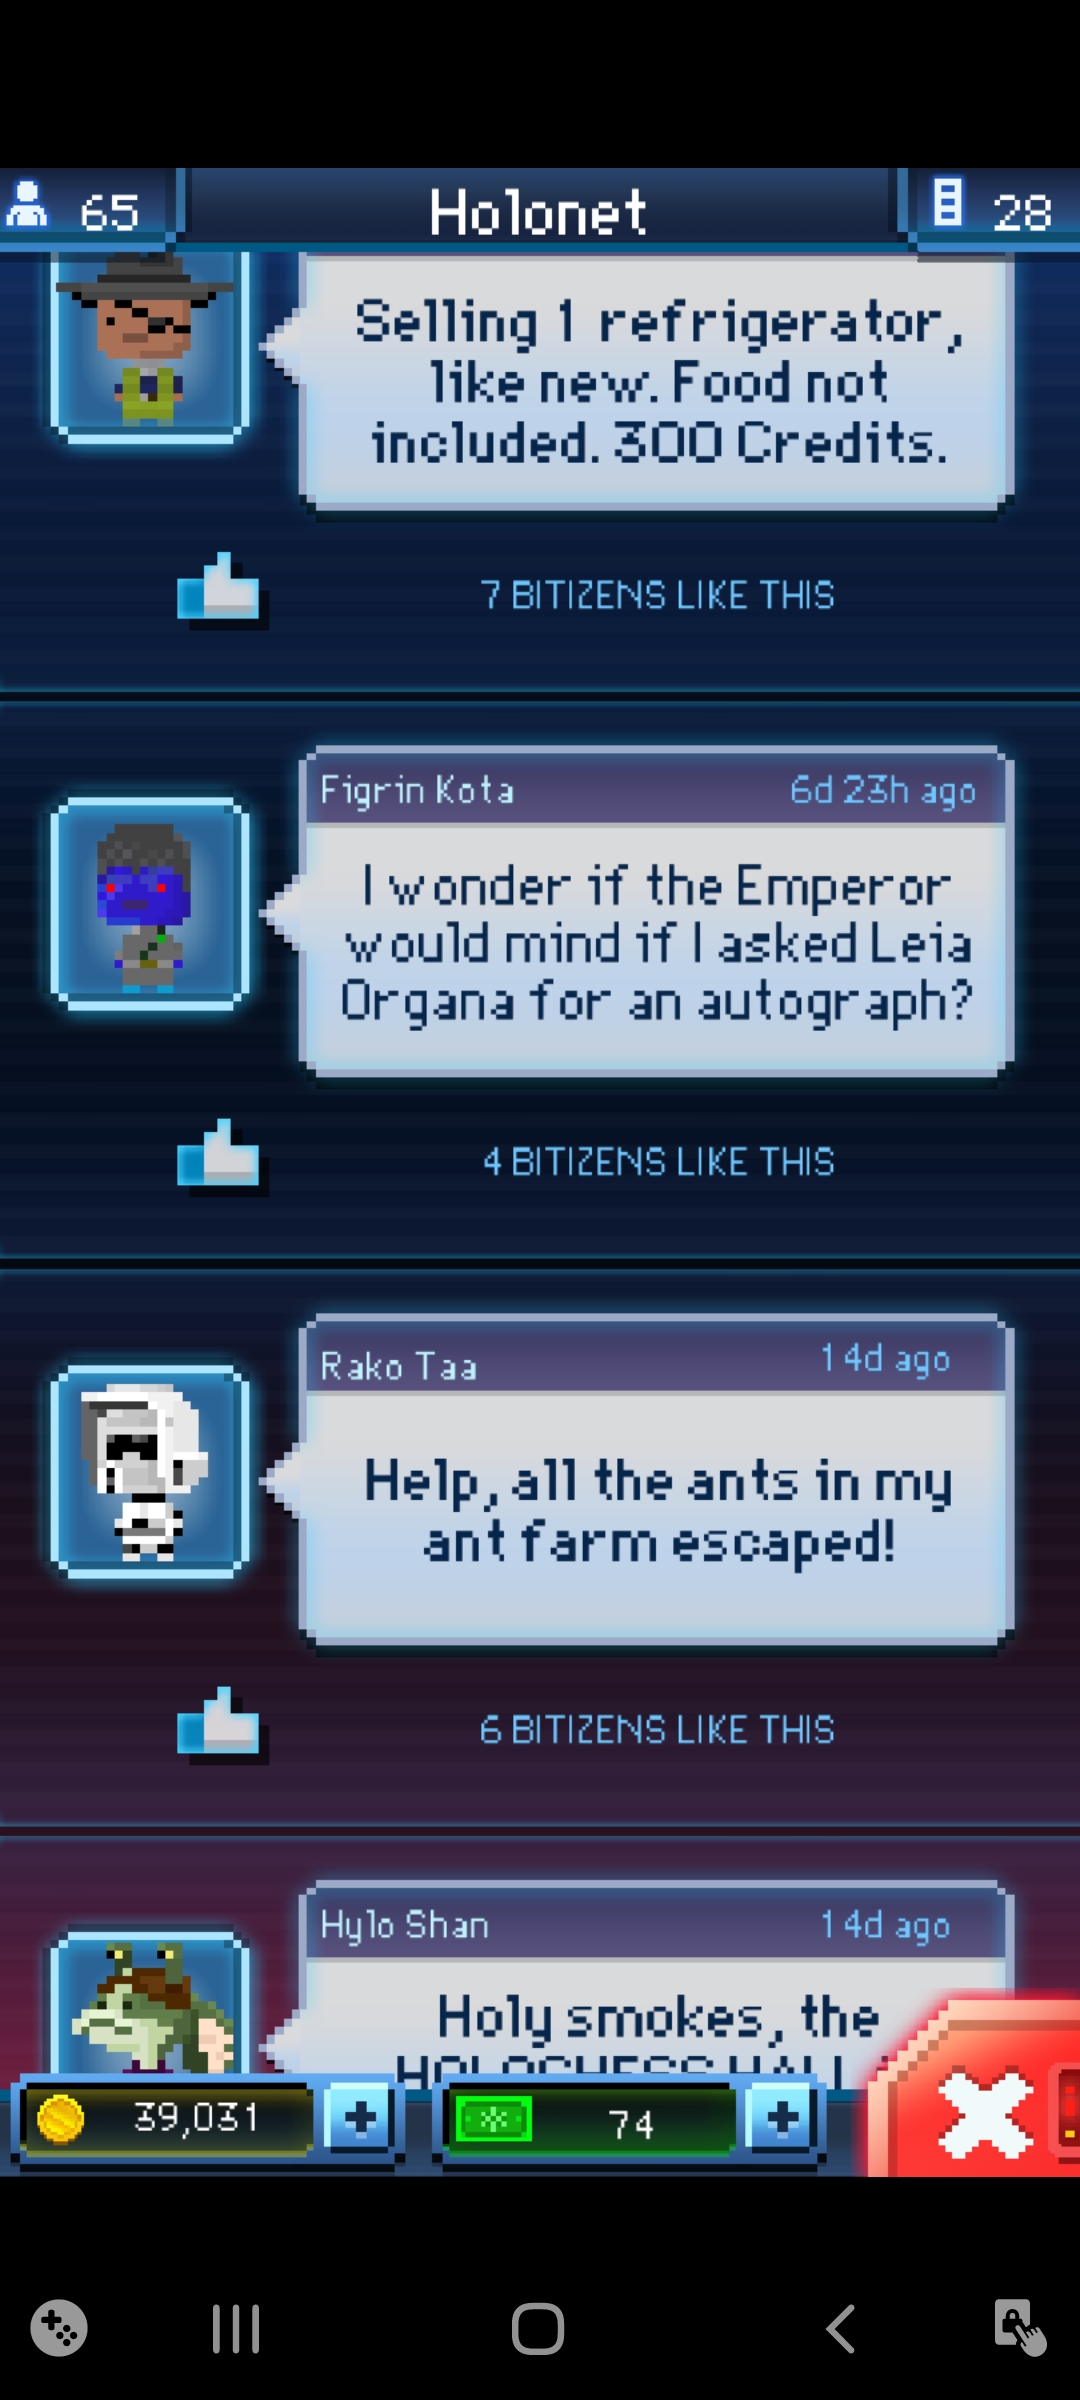 65
Holonet
28
Selling 1 refrigerator,
like new. Food not
included. 300 Credits.
7 BITIZENS LIKE THIS
Figrin Kota
6d 23h ago
I wonder if the Emperor
would mind if I asked Leia
Organa for an autograph?
4 BITIZENS LIKE THIS
Rako Taa
14d ago
Help, all the ants in my
ant farm escaped!
6 BITIZENS LIKE THIS
Hylo Shan
14d ago
Holy smokes, the
HOLOCHESS HALL
39,031
74